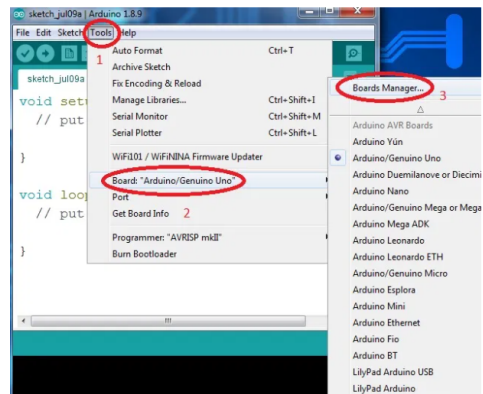 sketch_jul09a | Arduino 1.8.9
File Edit Sketch Tools Help
1
Auto Format Ctrl+T
Archive Sketch
Fix Encoding & Reload
Manage Libraries... Ctrl+Shift+I
Serial Monitor Ctrl+Shift+M
Serial Plotter Ctrl+Shift+L
WiFi101 / WiFiNINA Firmware Updater
Board: "Arduino/Genuino Uno"
Port
Get Board Info 2
Programmer: "AVRISP mkII"
Burn Bootloader
sketch_jul09a
void setu
// put
}
void loop
// put
}
Boards Manager... 3
Arduino AVR Boards
Arduino Yún
Arduino/Genuino Uno
Arduino Duemilanove or Diecimi
Arduino Nano
Arduino/Genuino Mega or Mega
Arduino Mega ADK
Arduino Leonardo
Arduino Leonardo ETH
Arduino/Genuino Micro
Arduino Esplora
Arduino Mini
Arduino Ethernet
Arduino Fio
Arduino BT
LilyPad Arduino USB
LilyPad Arduino